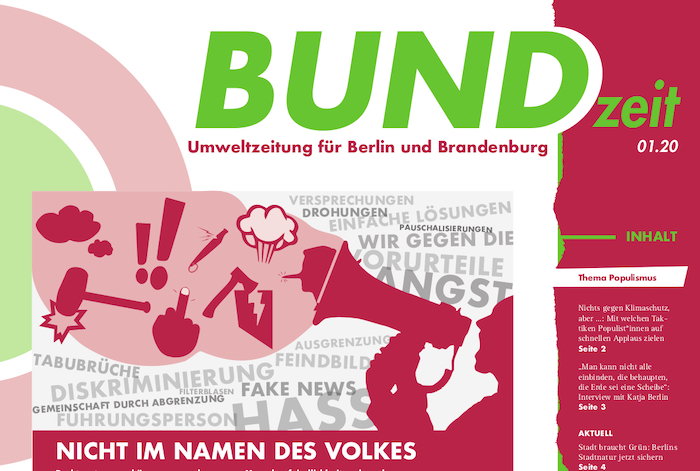 BUNDzeit
Umweltzeitung für Berlin und Brandenburg
01.20
VERSPRECHUNGEN
DROHUNGEN
EINFACHE LÖSUNGEN
PAUSCHALISIERUNGEN
WIR GEGEN DIE
VORURTEILE
ANGST
AUSGRENZUNG
FEINDBILD
TABUBRÜCHE
DISKRIMINIERUNG
FILTERBLASEN
FAKE NEWS
GEMEINSCHAFT DURCH ABGRENZUNG
HASS
FÜHRUNGSPERSON
NICHT IM NAMEN DES VOLKES
INHALT
Thema Populismus
Nichts gegen Klimaschutz,
aber ...: Mit welchen Tak-
tiken Populist*innen auf
schnellen Applaus zielen
Seite 2
„Man kann nicht alle
einbinden, die behaupten,
die Erde sei eine Scheibe“:
Interview mit Katja Berlin
Seite 3
AKTUELL
Stadt braucht Grün: Berlins
Stadtnatur jetzt sichern
Seite 4